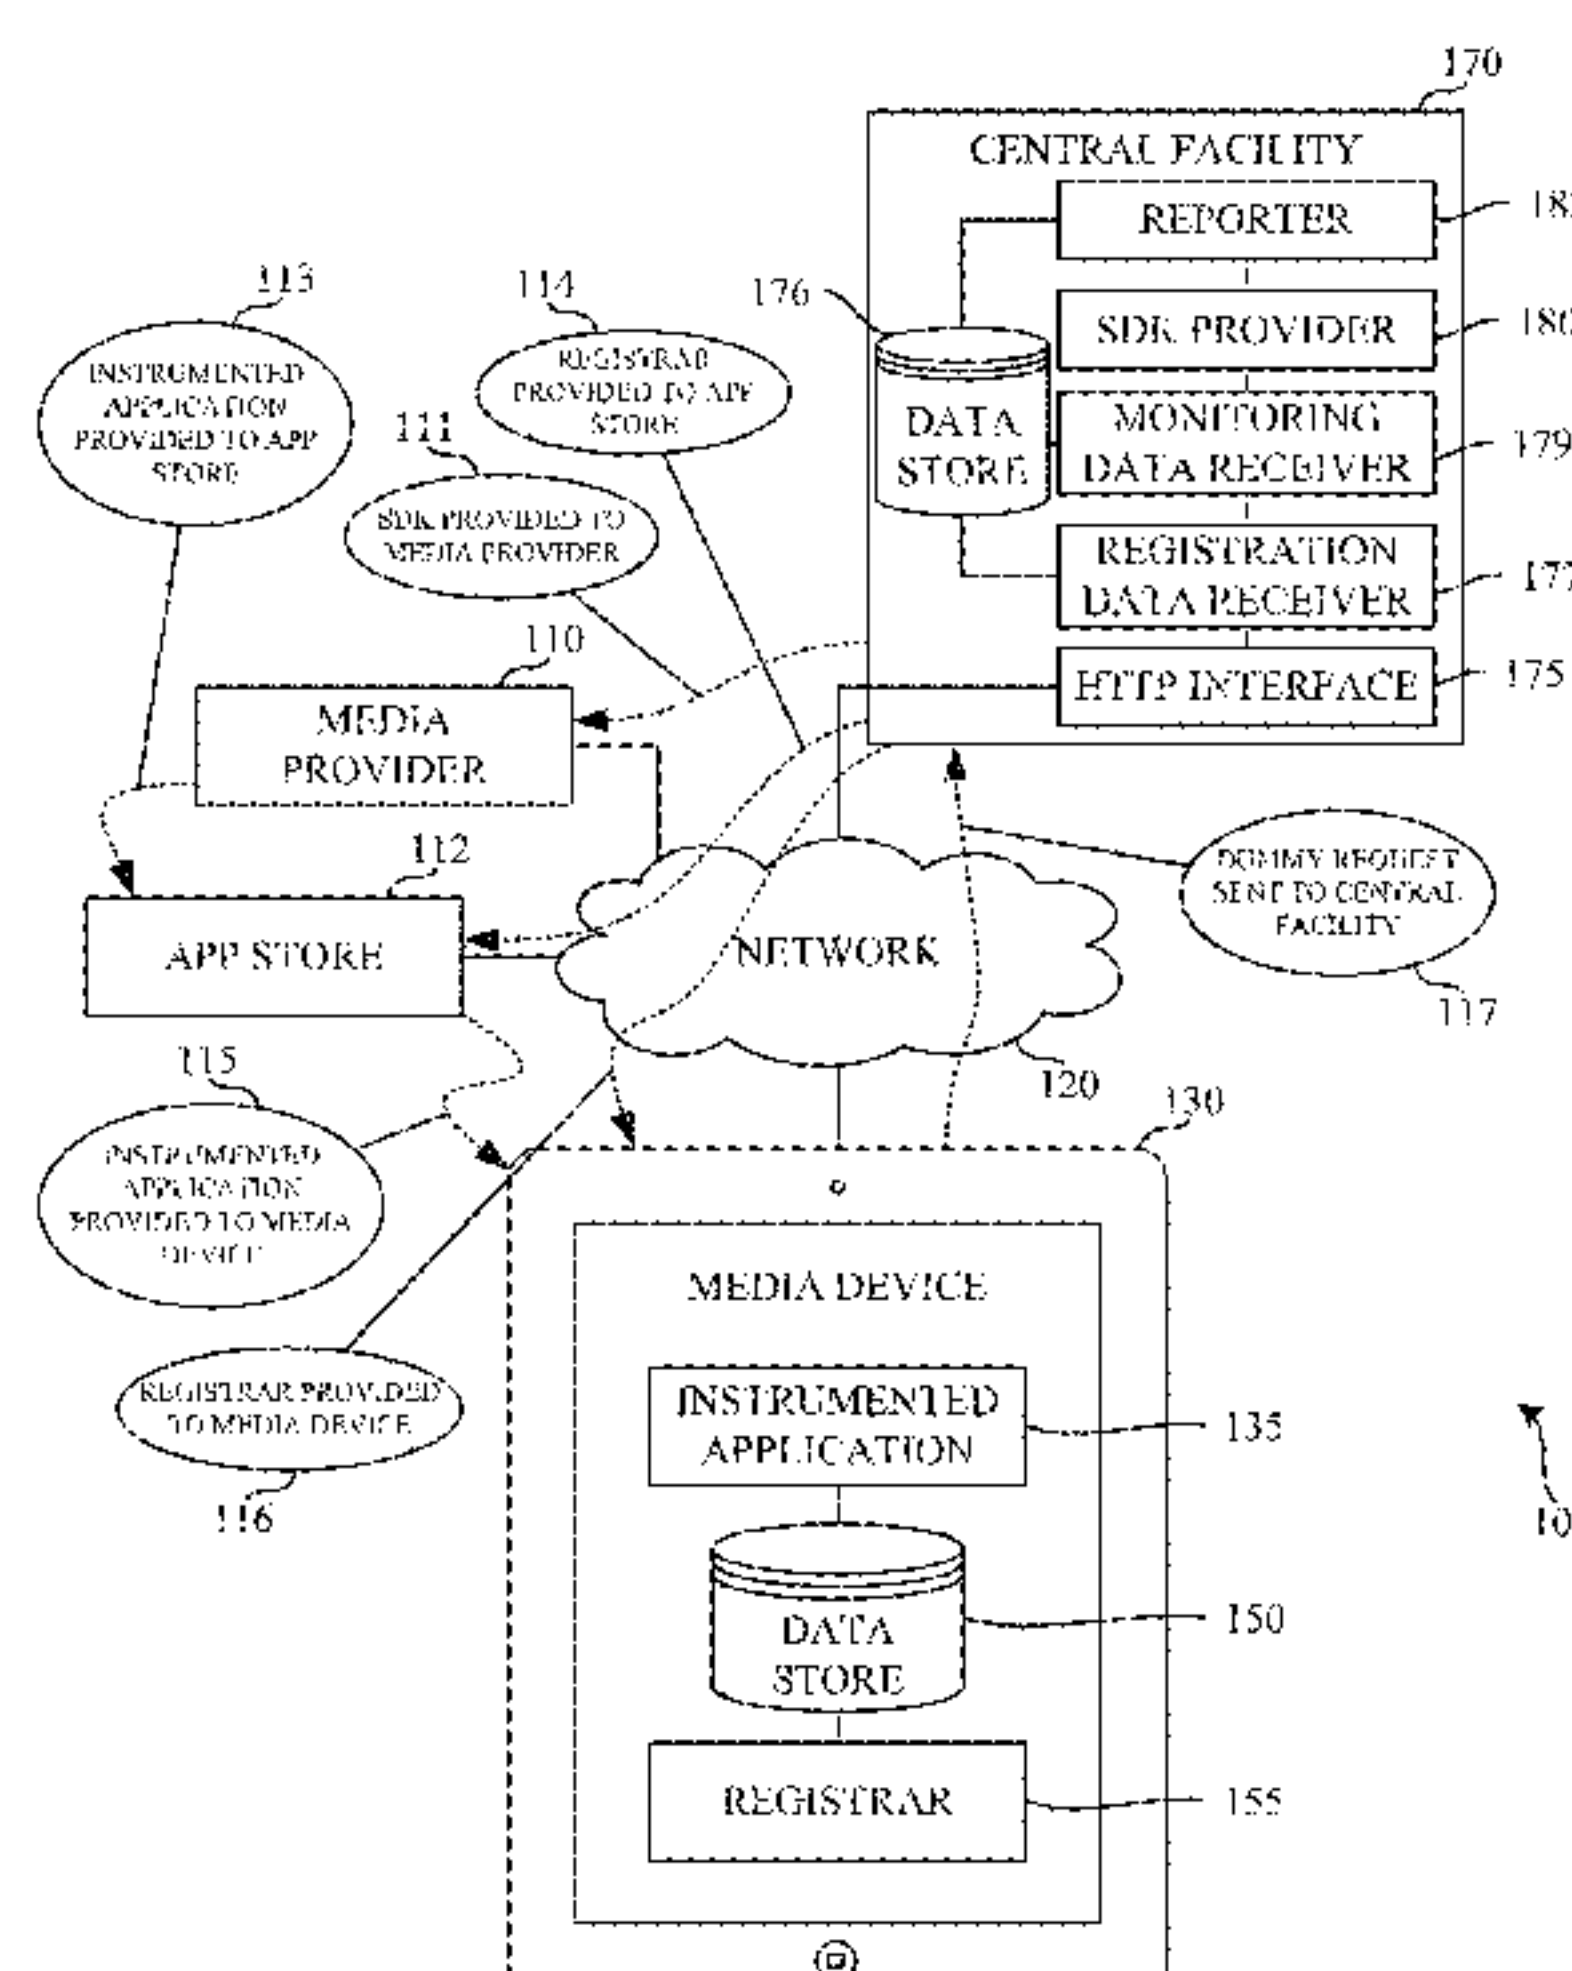 170
CENTRAL FACILITY
REPORTER
SDK PROVIDER
180
176
DATA
STORE
MONITORING
DATA RECEIVER
179
REGISTRATION
DATA RECEIVER
177
HTTP INTERFACE
175
113
INSTRUMENTED
APPLICATION
PROVIDED TO APP
STORE
114
REGISTRAR
PROVIDED TO APP
STORE
111
SDK PROVIDED TO
MEDIA PROVIDER
110
MEDIA
PROVIDER
112
APP STORE
NETWORK
120
DUMMY REQUEST
SENT TO CENTRAL
FACILITY
117
115
INSTRUMENTED
APPLICATION
PROVIDED TO MEDIA
DEVICE
REGISTRAR PROVIDED
TO MEDIA DEVICE
116
130
MEDIA DEVICE
INSTRUMENTED
APPLICATION
135
DATA
STORE
150
REGISTRAR
155